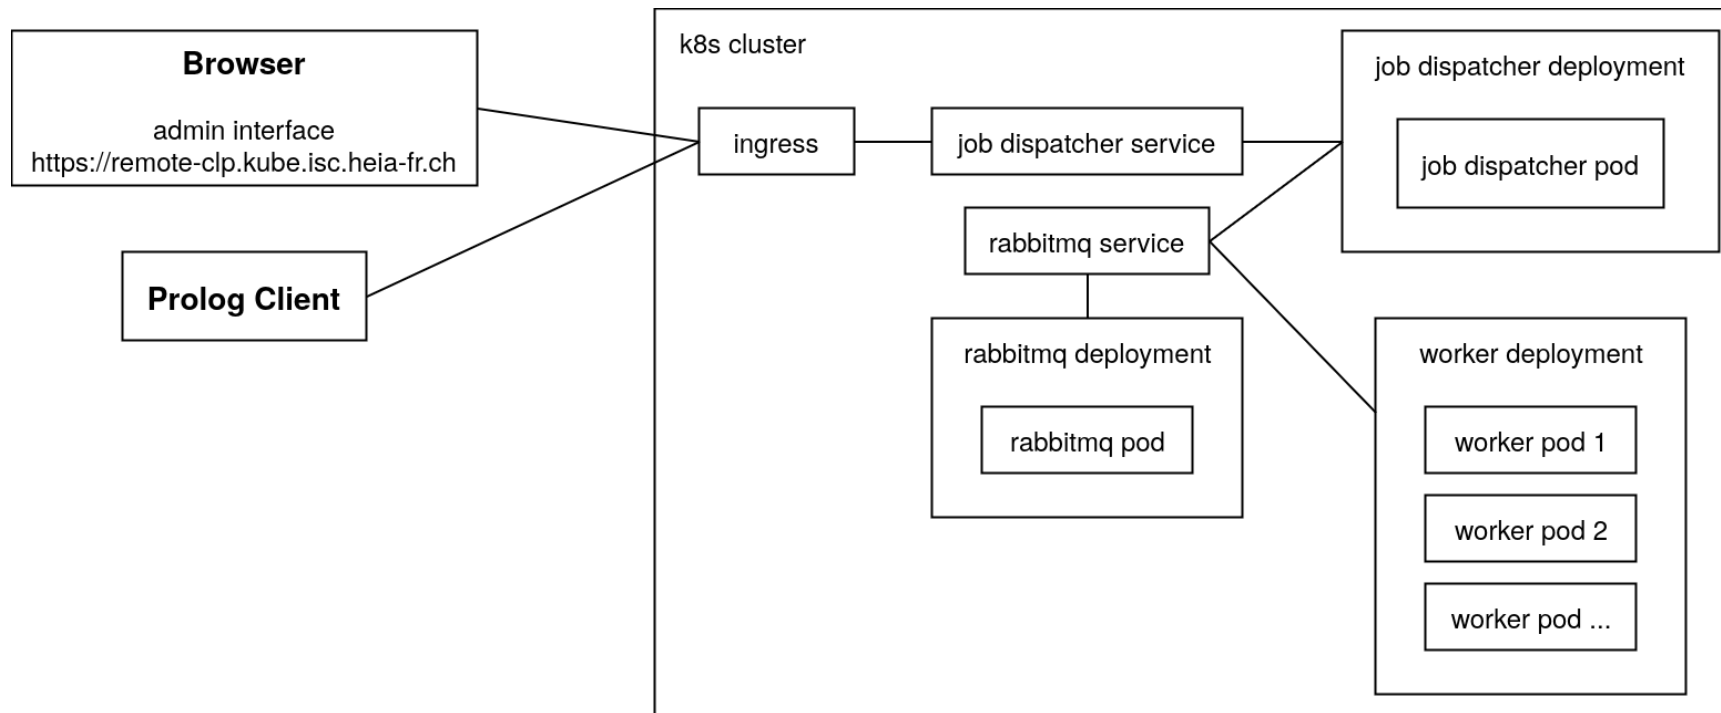 Browser
admin interface
https://remote-clp.kube.isc.heia-fr.ch
Prolog Client
k8s cluster
ingress
job dispatcher service
job dispatcher deployment
job dispatcher pod
rabbitmq service
rabbitmq deployment
rabbitmq pod
worker deployment
worker pod 1
worker pod 2
worker pod ...